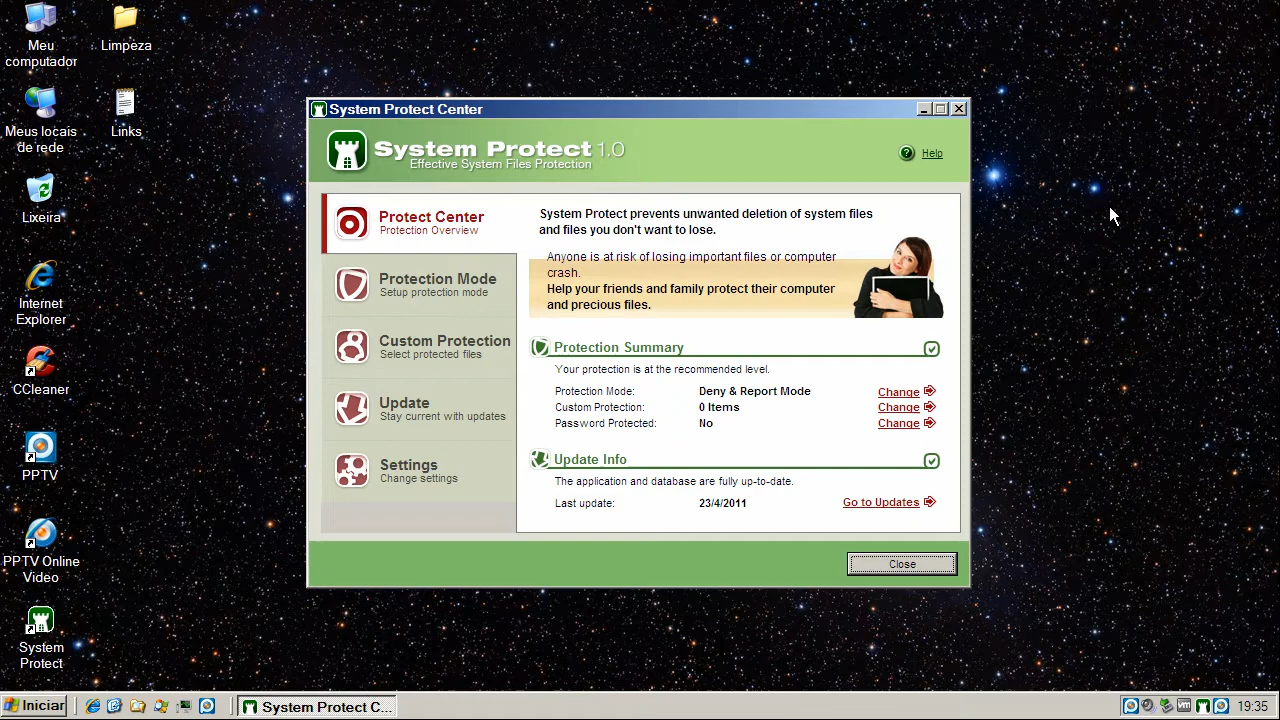 Meu
computador
Limpeza
Meus locais
de rede
Links
Lixeira
Internet
Explorer
CCleaner
PPTV
PPTV Online
Video
System
Protect
System Protect Center
System Protect 1.0
Effective System Files Protection
Help
Protect Center
Protection Overview
Protection Mode
Setup protection mode
Custom Protection
Select protected files
Update
Stay current with updates
Settings
Change settings
System Protect prevents unwanted deletion of system files
and files you don't want to lose.
Anyone is at risk of losing important files or computer
crash.
Help your friends and family protect their computer
and precious files.
Protection Summary
Your protection is at the recommended level.
Protection Mode: Deny & Report Mode Change
Custom Protection: 0 Items Change
Password Protected: No Change
Update Info
The application and database are fully up-to-date.
Last update: 23/4/2011 Go to Updates
Close
Iniciar
System Protect C...
19:35